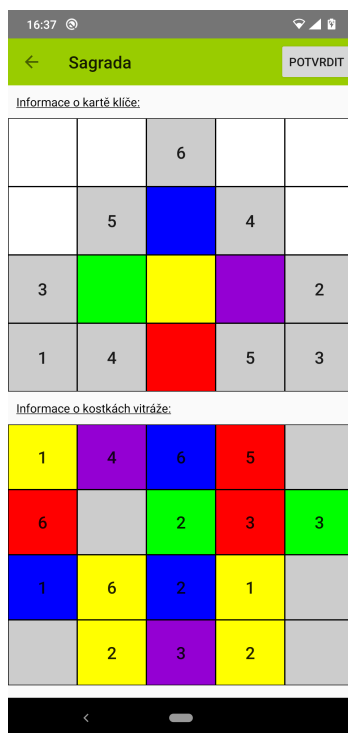 16:37
Sagrada POTVRDIT
Informace o kartě klíče:
6
5 4
3 2
1 4 5 3
Informace o kostkách vitráže:
1 4 6 5
6 2 3 3
1 6 2 1
2 3 2